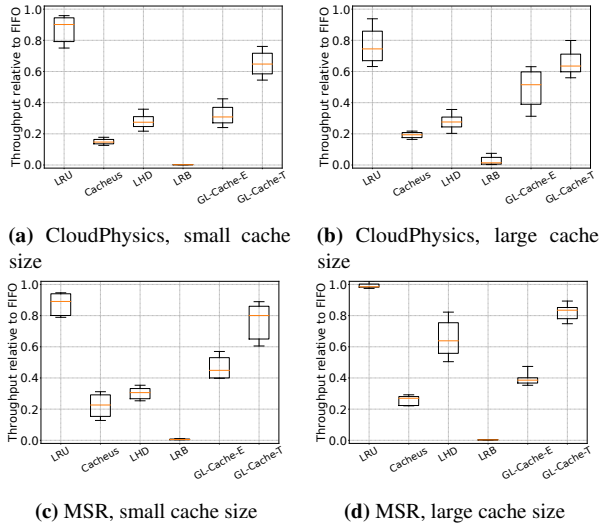 Throughput relative to FIFO
1.0
0.8
0.6
0.4
0.2
0.0
LRU
Cacheus
LHD
LRB
GL-Cache-E
GL-Cache-T
(a) CloudPhysics, small cache
size
Throughput relative to FIFO
1.0
0.8
0.6
0.4
0.2
0.0
LRU
Cacheus
LHD
LRB
GL-Cache-E
GL-Cache-T
(b) CloudPhysics, large cache
size
Throughput relative to FIFO
1.0
0.8
0.6
0.4
0.2
0.0
LRU
Cacheus
LHD
LRB
GL-Cache-E
GL-Cache-T
(c) MSR, small cache size
Throughput relative to FIFO
1.0
0.8
0.6
0.4
0.2
0.0
LRU
Cacheus
LHD
LRB
GL-Cache-E
GL-Cache-T
(d) MSR, large cache size